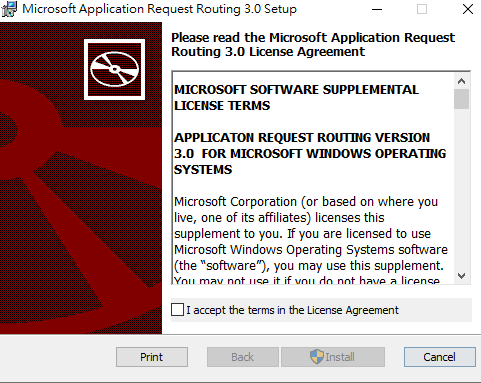 Microsoft Application Request Routing 3.0 Setup
Please read the Microsoft Application Request
Routing 3.0 License Agreement
MICROSOFT SOFTWARE SUPPLEMENTAL
LICENSE TERMS
APPLICATON REQUEST ROUTING VERSION
3.0 FOR MICROSOFT WINDOWS OPERATING
SYSTEMS
Microsoft Corporation (or based on where you
live, one of its affiliates) licenses this
supplement to you. If you are licensed to use
Microsoft Windows Operating Systems software
(the “software”), you may use this supplement.
You may not use it if you do not have a license
I accept the terms in the License Agreement
Print
Back
Install
Cancel